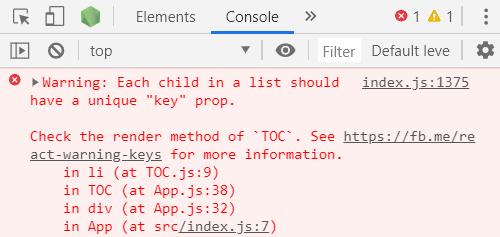 Elements Console » 1 1
top Filter Default leve
Warning: Each child in a list should index.js:1375
have a unique "key" prop.
Check the render method of `TOC`. See https://fb.me/re
act-warning-keys for more information.
in li (at TOC.js:9)
in TOC (at App.js:38)
in div (at App.js:32)
in App (at src/index.js:7)